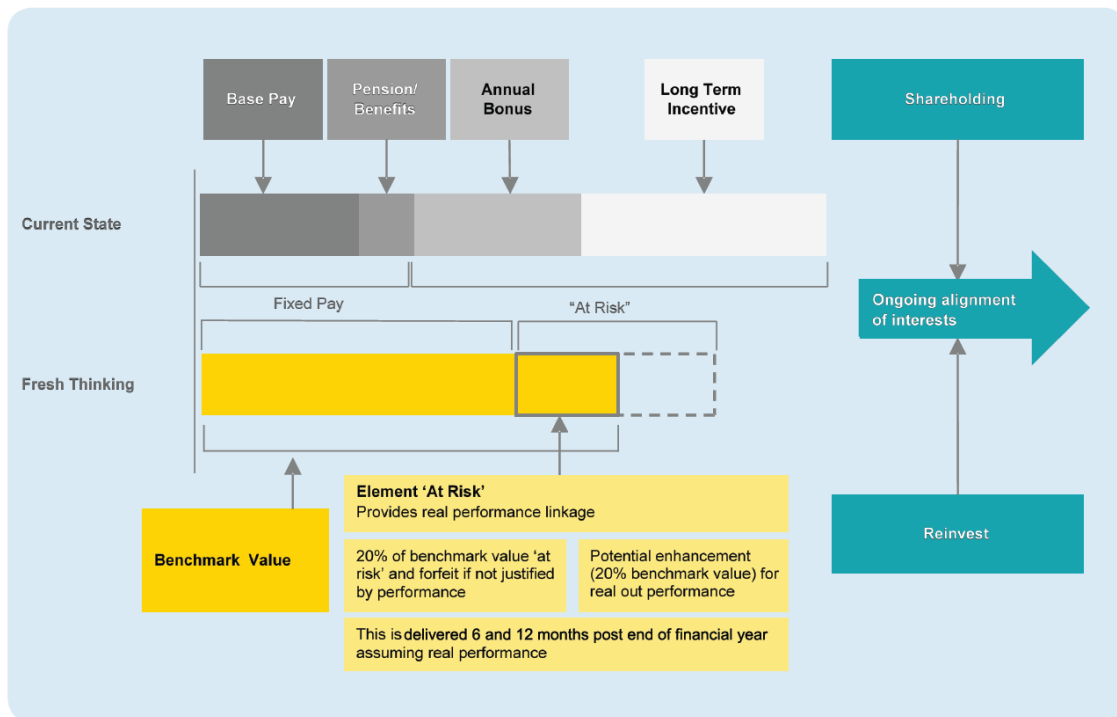 Base Pay
Pension/
Benefits
Annual
Bonus
Long Term
Incentive
Shareholding
Current State
Fixed Pay
"At Risk"
Ongoing alignment
of interests
Fresh Thinking
Benchmark Value
Element ‘At Risk’
Provides real performance linkage
20% of benchmark value ‘at
risk’ and forfeit if not justified
by performance
Potential enhancement
(20% benchmark value) for
real out performance
This is delivered 6 and 12 months post end of financial year
assuming real performance
Reinvest